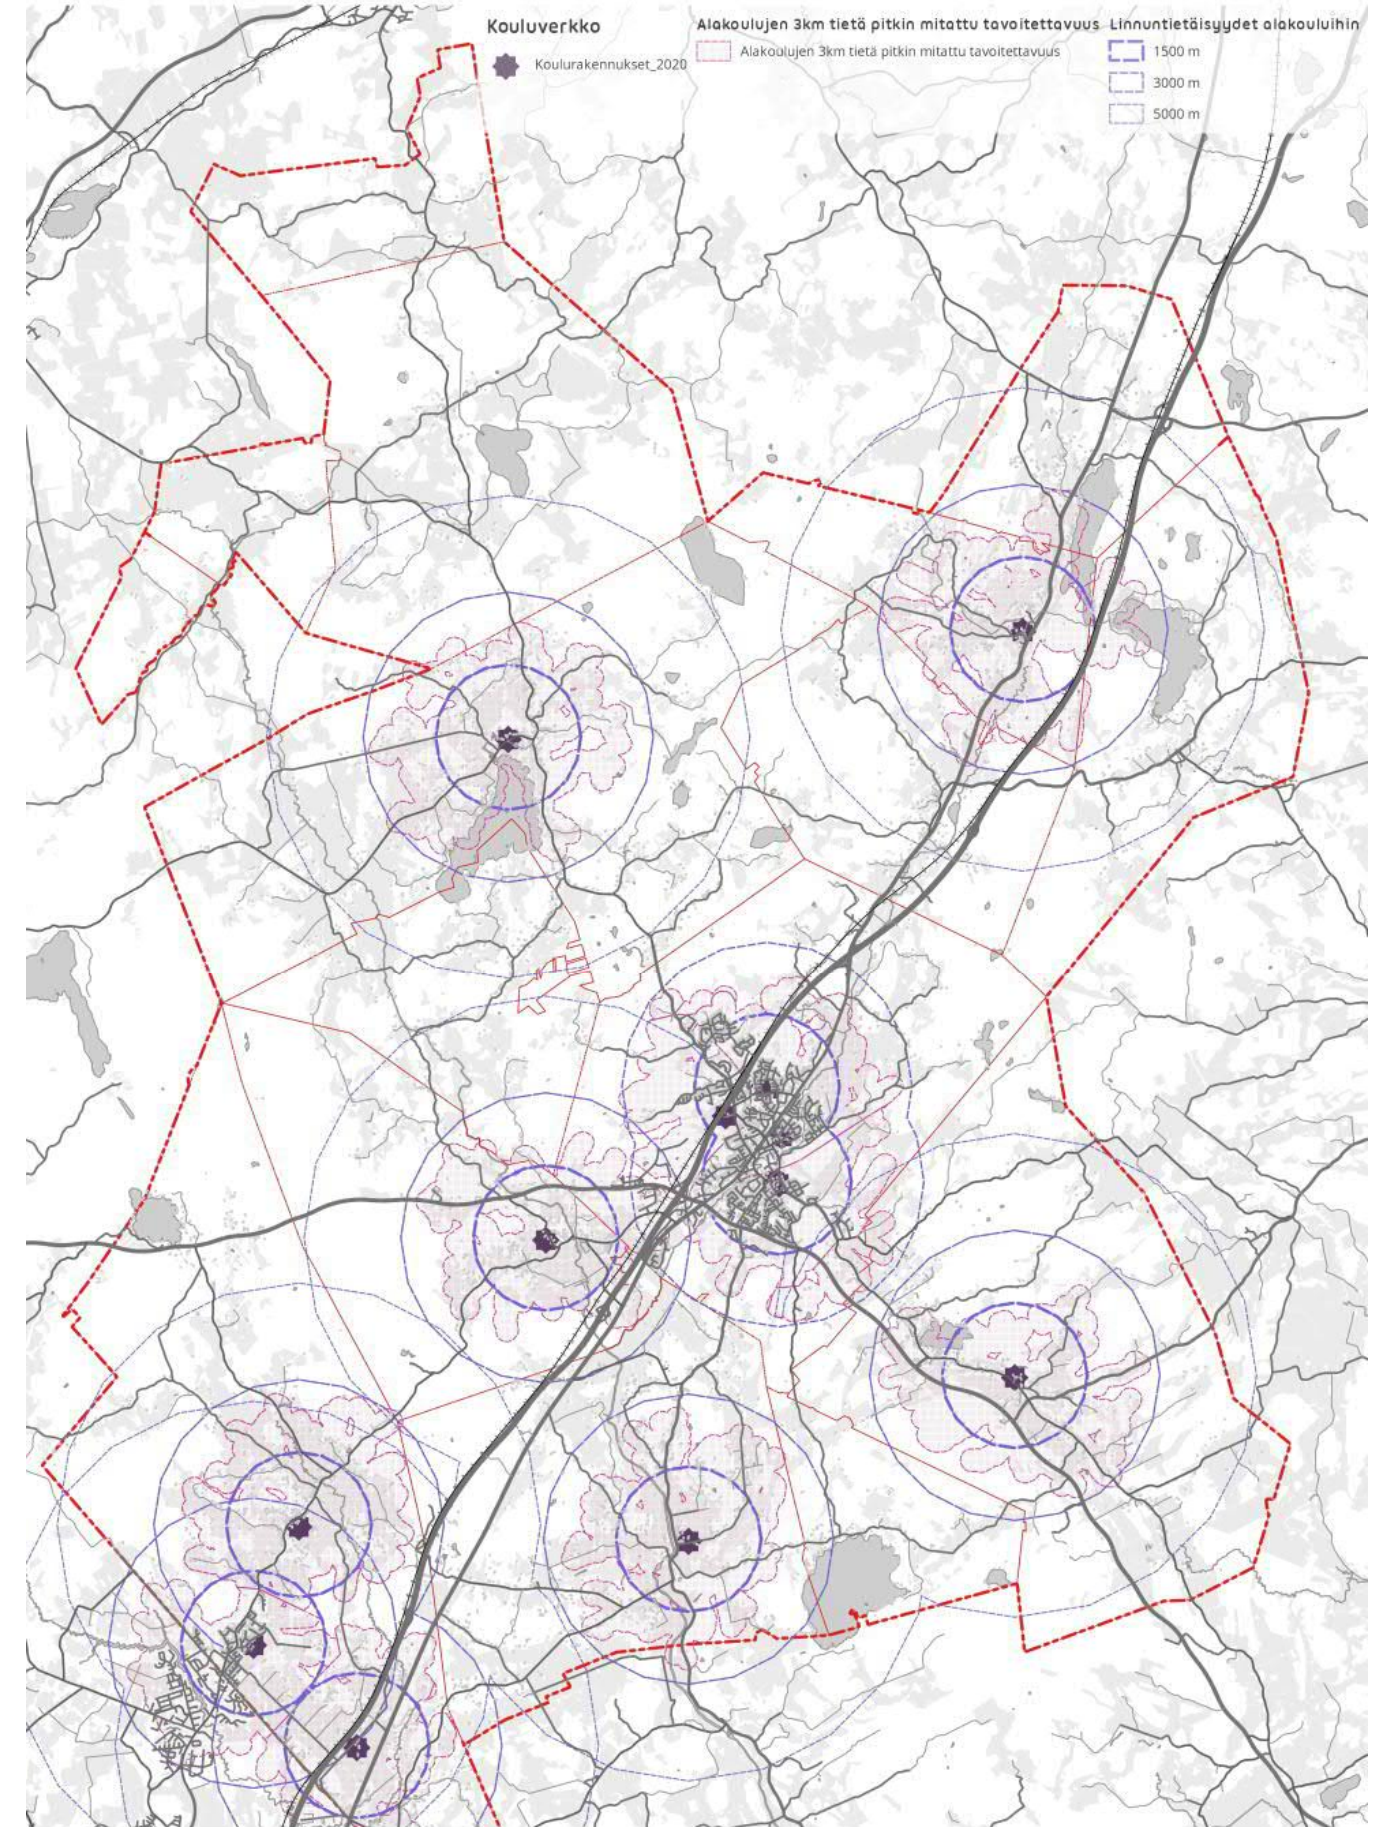 Kouluverkko
Koulurakennukset_2020
Alakoulujen 3km tietä pitkin mitattu tavoitettavuus
Alakoulujen 3km tietä pitkin mitattu tavoitettavuus
Linnuntietäisyydet alakouluihin
1500 m
3000 m
5000 m